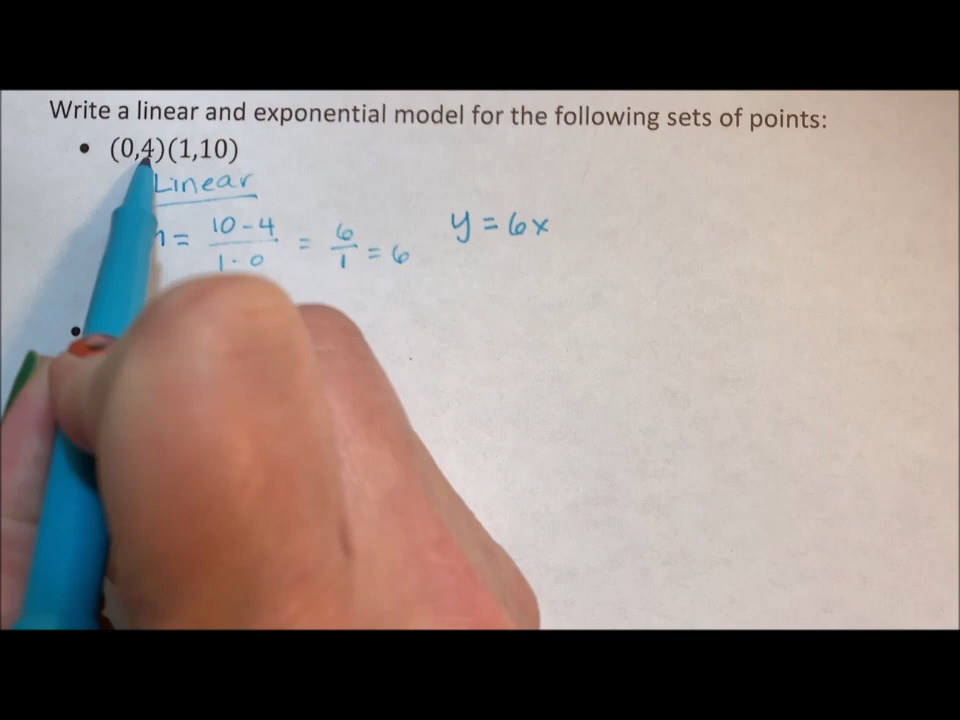 Write a linear and exponential model for the following sets of points:
• (0,4)(1,10)
Linear
= 10-4 / 1-0 = 6/1 = 6 y = 6x
•